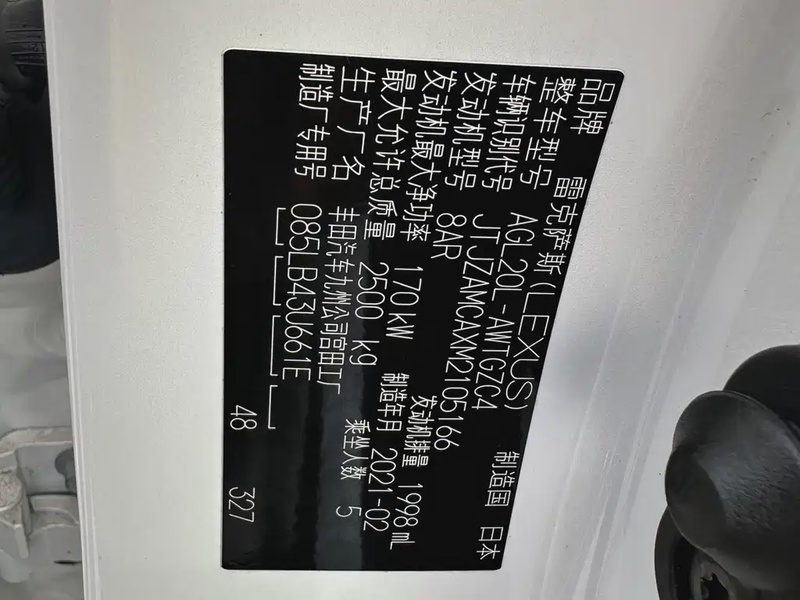 品牌 雷克萨斯(LEXUS) 制造国 日本
整车型号 AGL20L-AWTGZC4
车辆识别代号 JTJZAMCAXM2105166
发动机型号 8AR
发动机最大净功率 170 kW 发动机排量 1998 mL
最大允许总质量 2500 kg 制造年月 2021-02
生产厂名 丰田汽车九州公司宫田工厂 乘坐人数 5
制造厂专用号 085LB43U661E
48 327